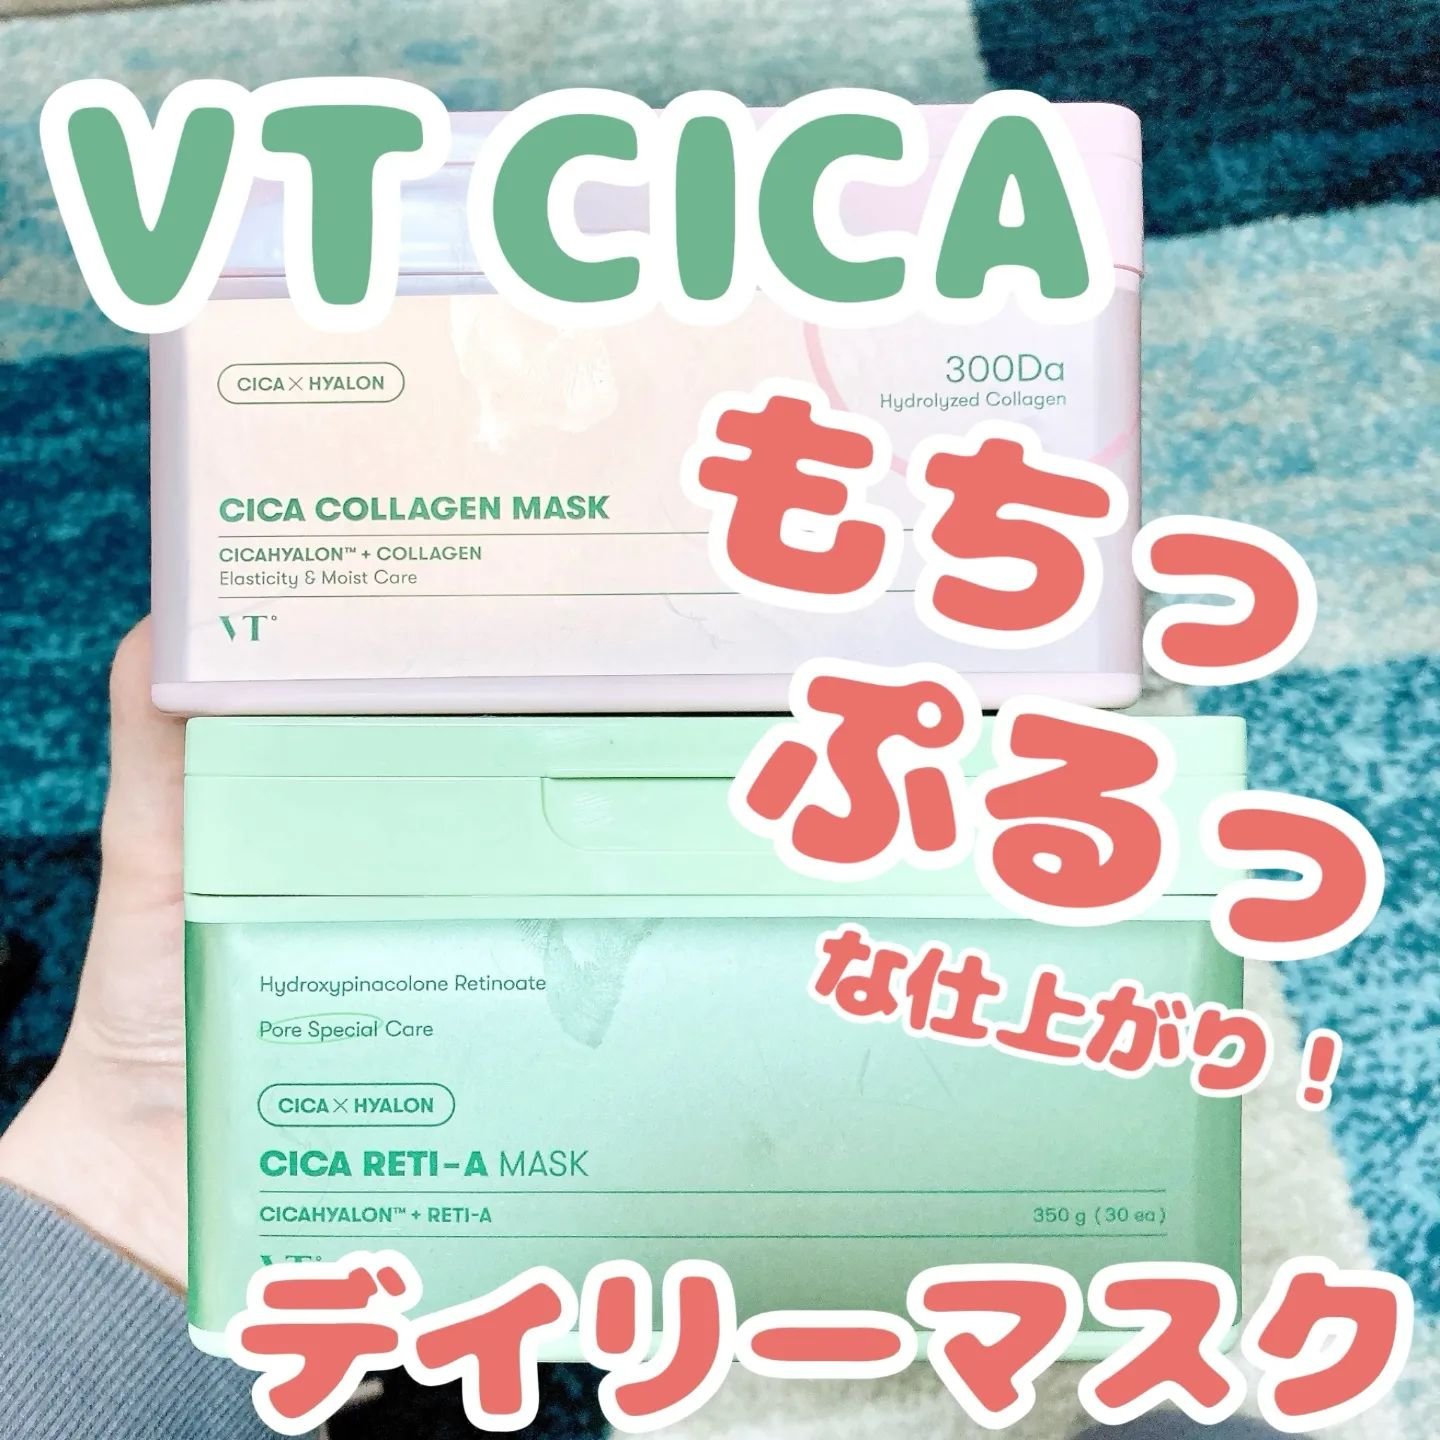 VT CICA
CICA×HYALON
300Da
Hydrolyzed Collagen
もちっ
CICA COLLAGEN MASK
CICAHYALON™ + COLLAGEN
Elasticity & Moist Care
VT°
ぷるっ
な仕上がり!
Hydroxypinacolone Retinoate
Pore Special Care
CICA×HYALON
CICA RETI-A MASK
CICAHYALON™ + RETI-A
350 g (30 ea)
VT°
デイリーマスク